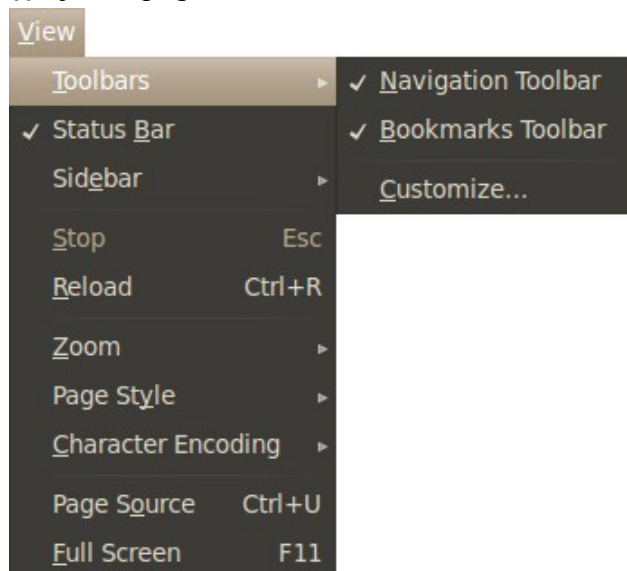 View
Toolbars
✓ Status Bar
Sidebar
Stop Esc
Reload Ctrl+R
Zoom
Page Style
Character Encoding
Page Source Ctrl+U
Full Screen F11
✓ Navigation Toolbar
✓ Bookmarks Toolbar
Customize...